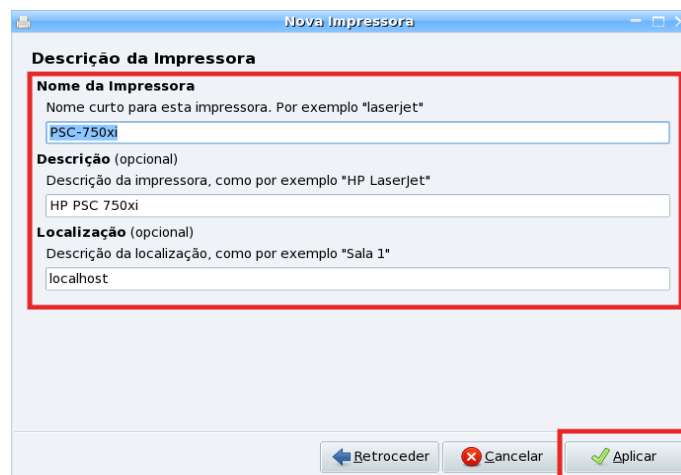 Nova Impressora
Descrição da Impressora
Nome da Impressora
Nome curto para esta impressora. Por exemplo "laserjet"
PSC-750xi
Descrição (opcional)
Descrição da impressora, como por exemplo "HP LaserJet"
HP PSC 750xi
Localização (opcional)
Descrição da localização, como por exemplo "Sala 1"
localhost
Retroceder Cancelar Aplicar